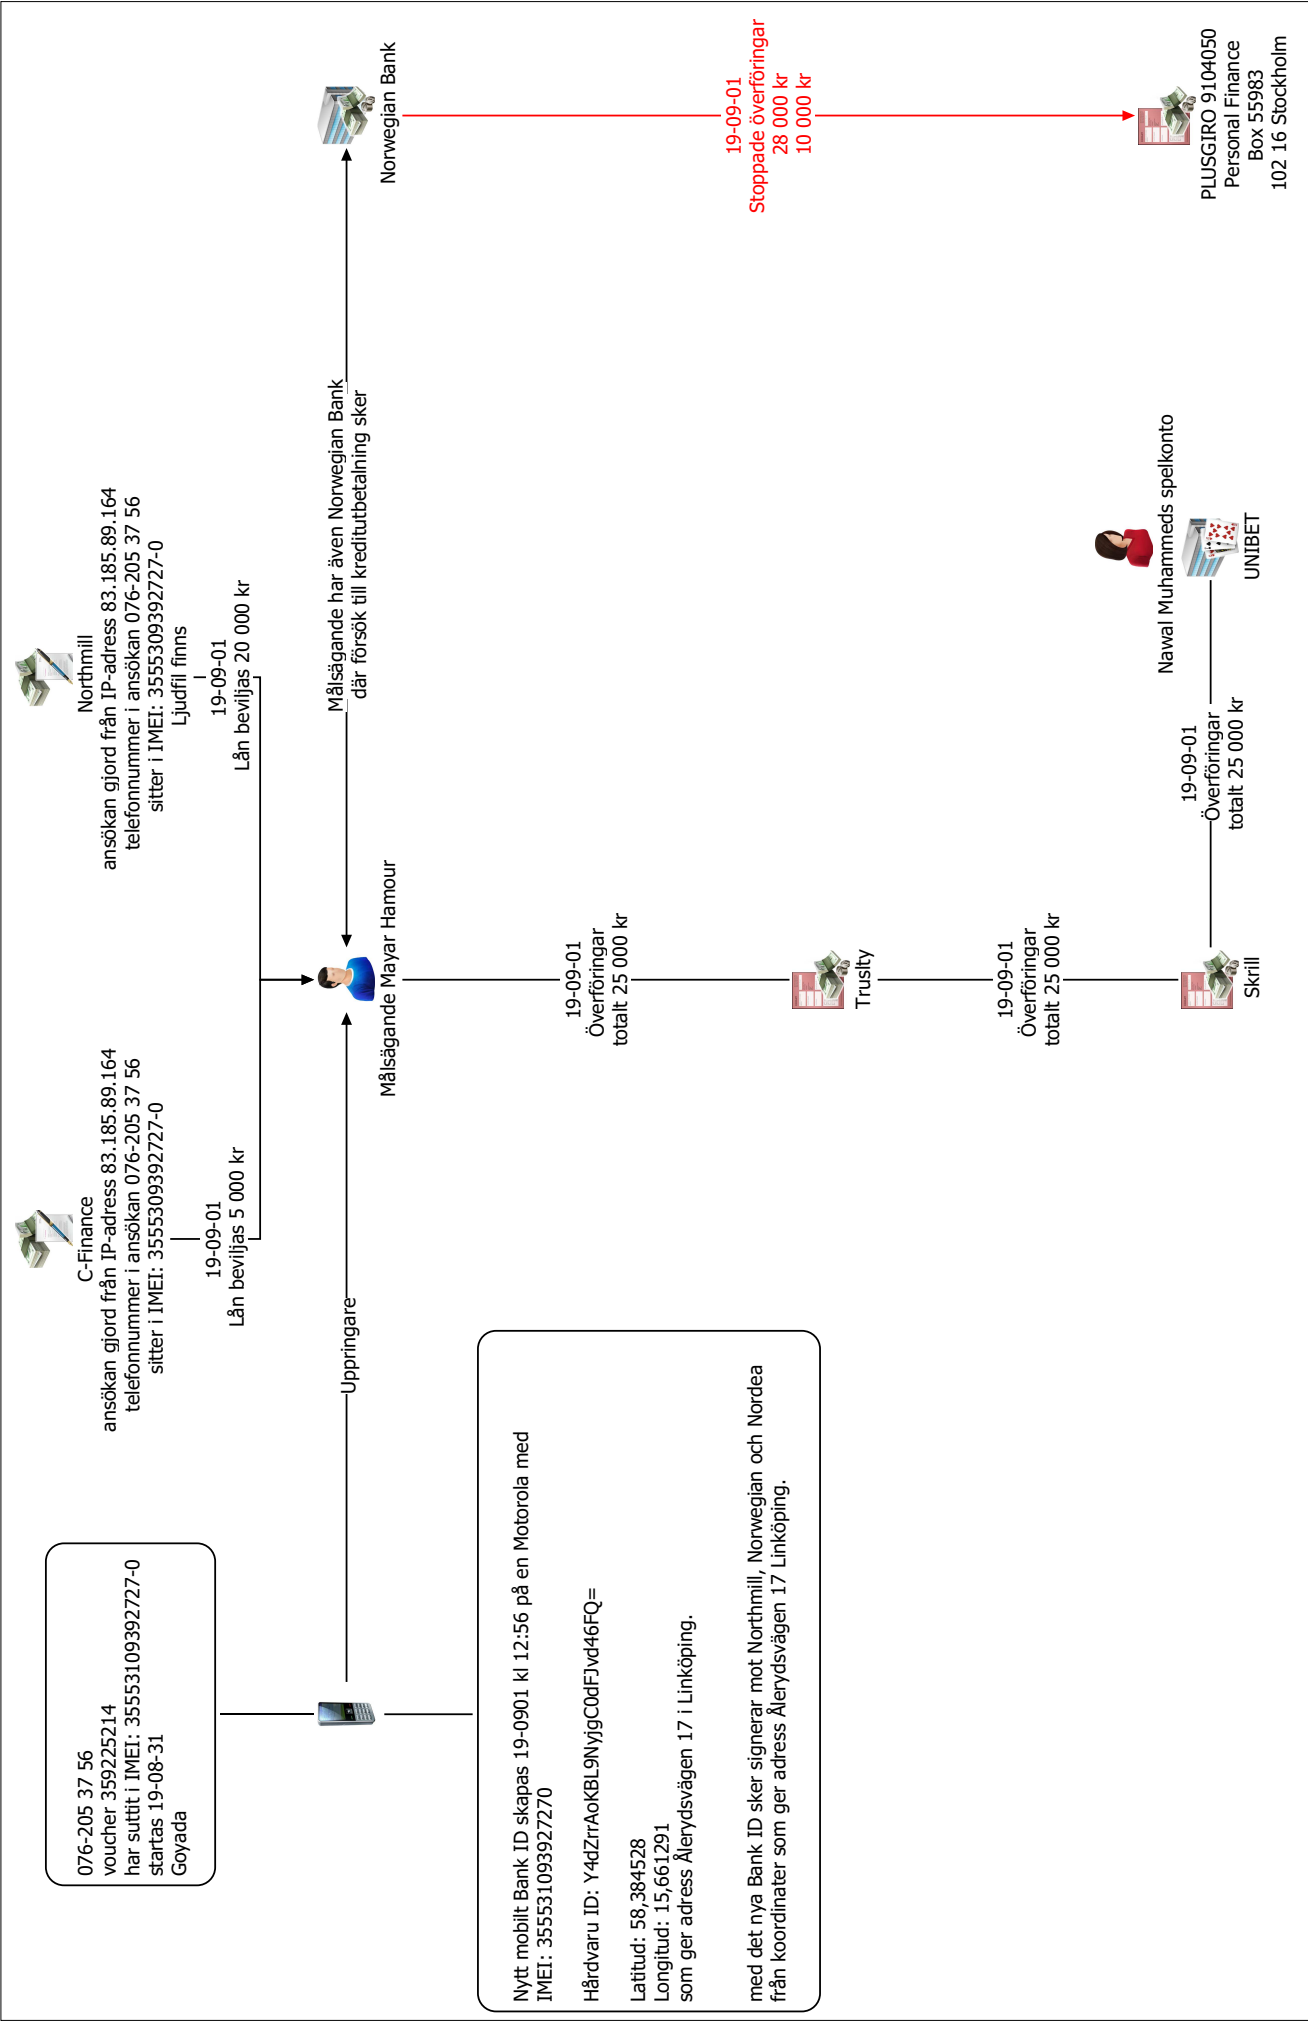 076-205 37 56
voucher 359225214
har suttit i IMEI: 35553109392727-0
startas 19-08-31
Goyada
C-Finance
ansökan gjord från IP-adress 83.185.89.164
telefonnummer i ansökan 076-205 37 56
sitter i IMEI: 3555309392727-0
19-09-01
Lån beviljas 5 000 kr
Northmill
ansökan gjord från IP-adress 83.185.89.164
telefonnummer i ansökan 076-205 37 56
sitter i IMEI: 3555309392727-0
Ljudfil finns
19-09-01
Lån beviljas 20 000 kr
Uppringare
Målsägande Mayar Hamour
Målsägande har även Norwegian Bank
där försök till kreditutbetalning sker
Norwegian Bank
Nytt mobilt Bank ID skapas 19-0901 kl 12:56 på en Motorola med
IMEI: 35553109392727​0
Hårdvaru ID: Y4dZrrAoKBL9NyjgC0dFJvd46FQ=
Latitud: 58,384528
Longitud: 15,661291
som ger adress Ålerydsvägen 17 i Linköping.
med det nya Bank ID sker signerar mot Northmill, Norwegian och Nordea
från koordinater som ger adress Ålerydsvägen 17 Linköping.
19-09-01
Överföringar
totalt 25 000 kr
Truslty
19-09-01
Överföringar
totalt 25 000 kr
Skrill
19-09-01
Överföringar
totalt 25 000 kr
Nawal Muhammeds spelkonto
UNIBET
19-09-01
Stoppade överföringar
28 000 kr
10 000 kr
PLUSGIRO 9104050
Personal Finance
Box 55983
102 16 Stockholm